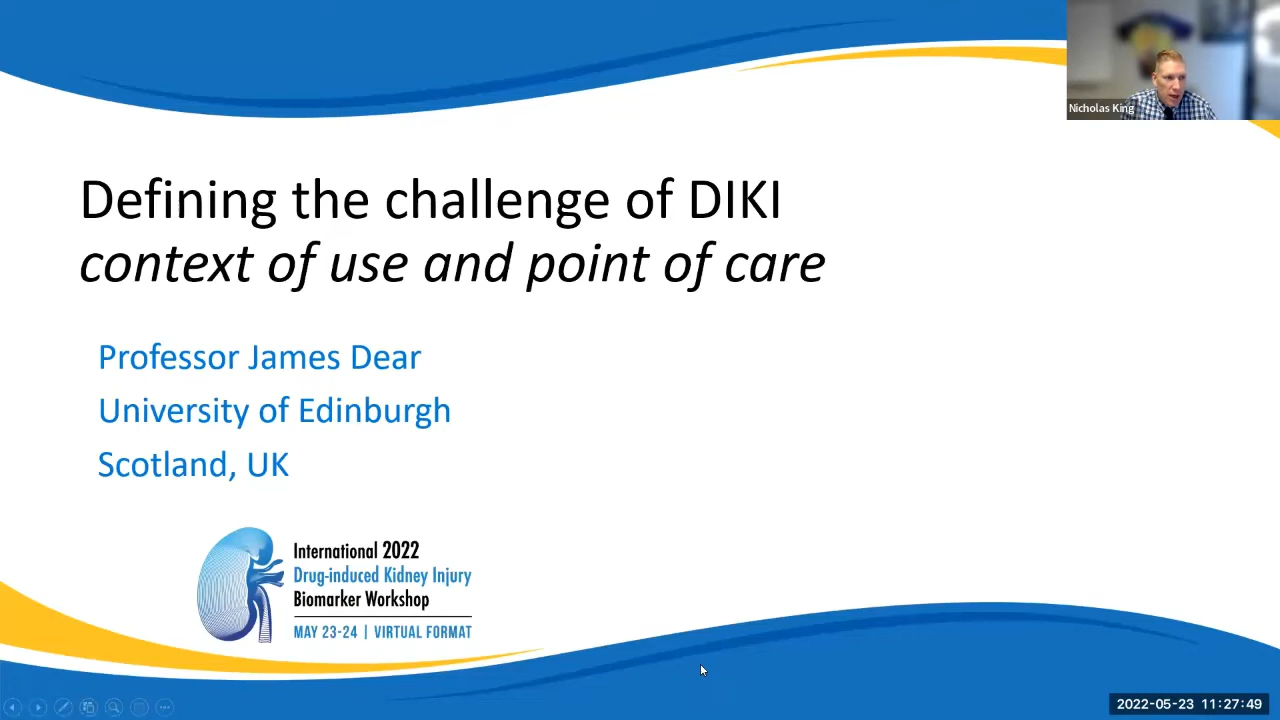 Nicholas King
Defining the challenge of DIKI
context of use and point of care
Professor James Dear
University of Edinburgh
Scotland, UK
International 2022
Drug-induced Kidney Injury
Biomarker Workshop
MAY 23-24 | VIRTUAL FORMAT
2022-05-23 11:27:49